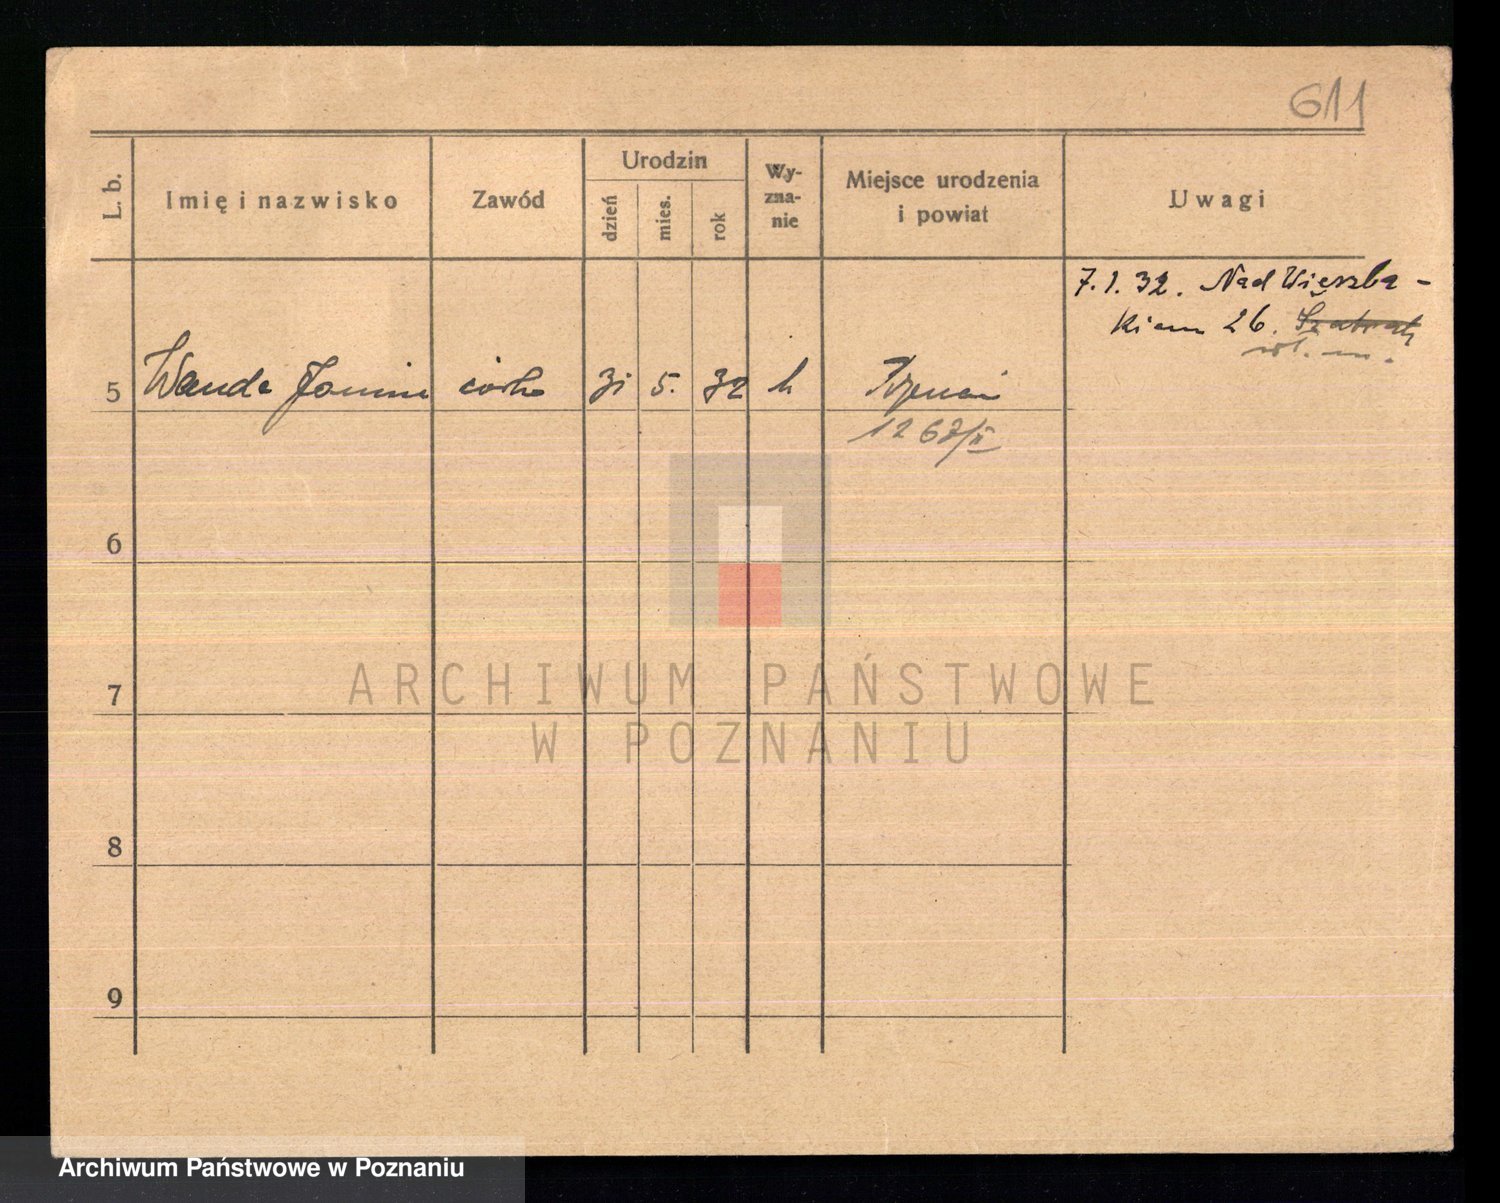 611
L. b.
Imię i nazwisko
Zawód
Urodzin
dzień
mies.
rok
Wy-
zna-
nie
Miejsce urodzenia
i powiat
Uwagi
7.1.32. Nad Wierzba-
kiem 26.
5
Wanda Janina
córka
31
5.
32
k
Poznań
1267/II
6
7
8
9
ARCHIWUM PAŃSTWOWE
W POZNANIU
Archiwum Państwowe w Poznaniu